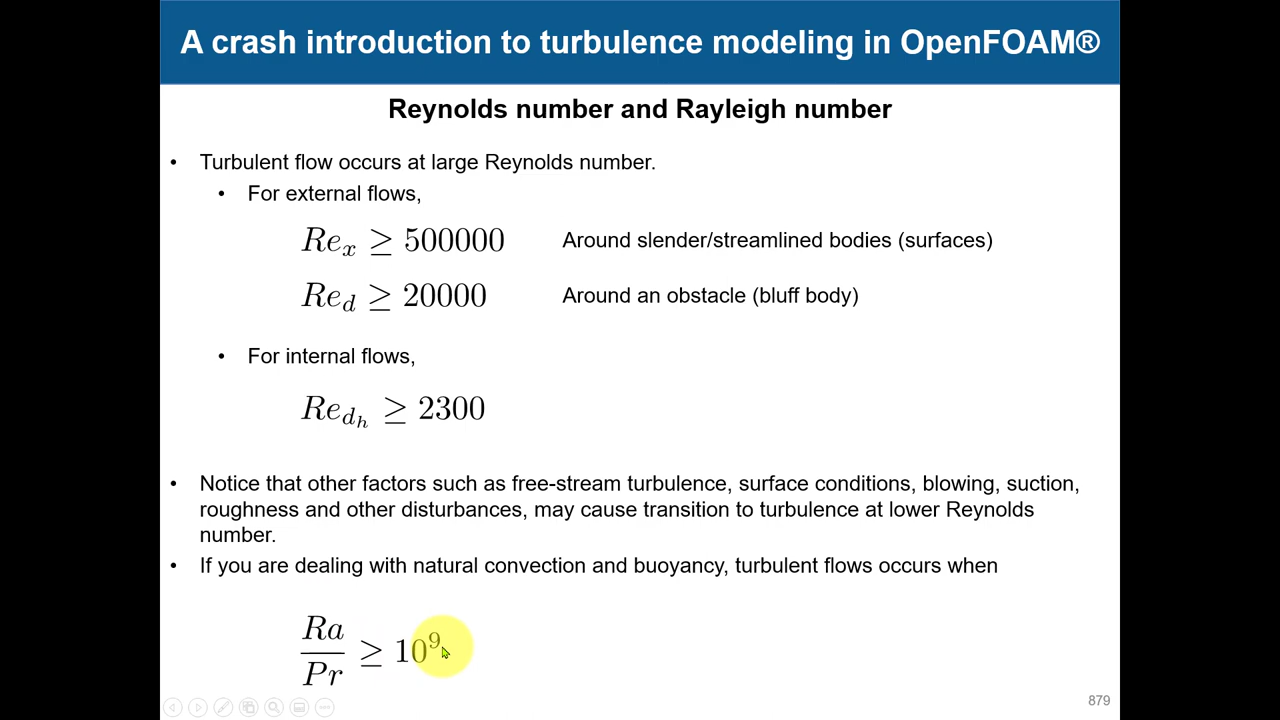 A crash introduction to turbulence modeling in OpenFOAM®
Reynolds number and Rayleigh number
• Turbulent flow occurs at large Reynolds number.
• For external flows,
Re_x ≥ 500000 Around slender/streamlined bodies (surfaces)
Re_d ≥ 20000 Around an obstacle (bluff body)
• For internal flows,
Re_{d_h} ≥ 2300
• Notice that other factors such as free-stream turbulence, surface conditions, blowing, suction,
roughness and other disturbances, may cause transition to turbulence at lower Reynolds
number.
• If you are dealing with natural convection and buoyancy, turbulent flows occurs when
Ra/Pr ≥ 10^9
879